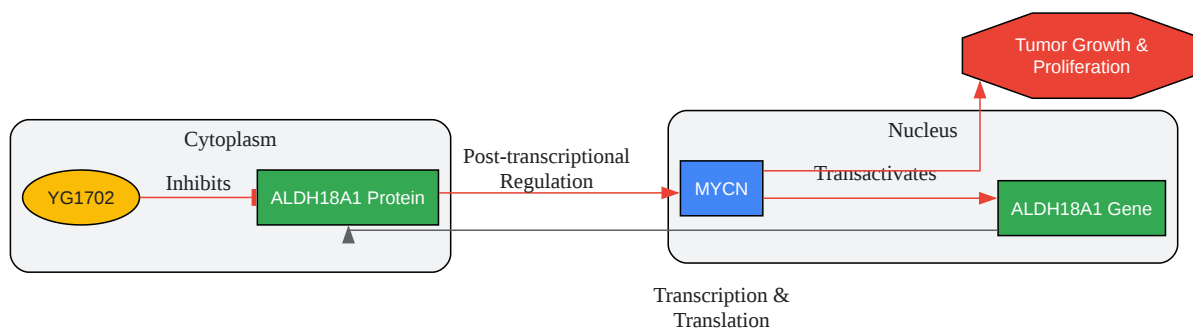 Tumor Growth &
Proliferation
Cytoplasm
Nucleus
YG1702
Inhibits
ALDH18A1 Protein
Post-transcriptional
Regulation
MYCN
Transactivates
ALDH18A1 Gene
Transcription &
Translation